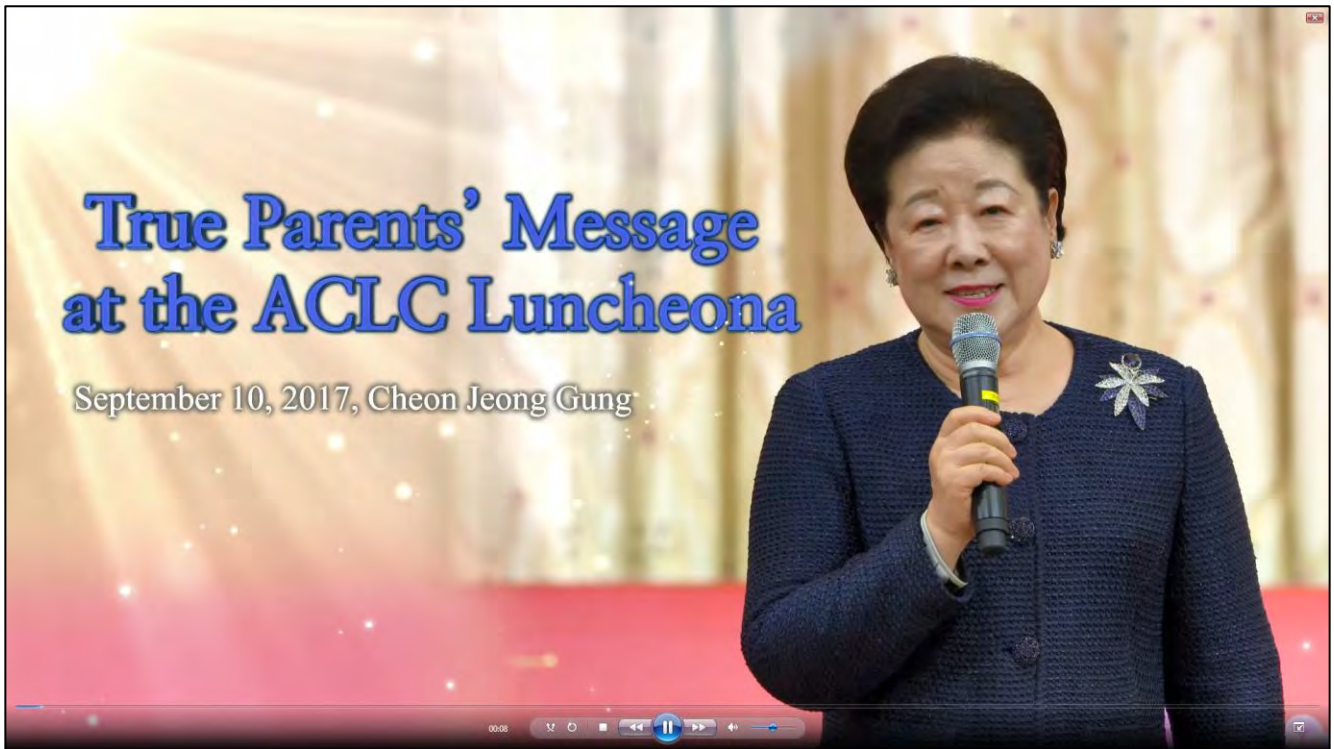 True Parents’ Message
at the ACLC Luncheona
September 10, 2017, Cheon Jeong Gung
00:08